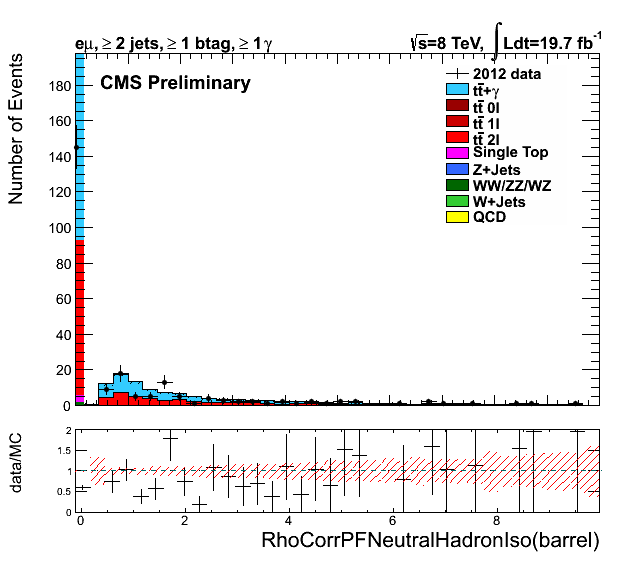 eμ, ≥ 2 jets, ≥ 1 btag, ≥ 1γ
√s=8 TeV, ∫ Ldt=19.7 fb⁻¹
Number of Events
CMS Preliminary
2012 data
tt̄+γ
tt̄ 0l
tt̄ 1l
tt̄ 2l
Single Top
Z+Jets
WW/ZZ/WZ
W+Jets
QCD
180
160
140
120
100
80
60
40
20
0
data/MC
2
1.5
1
0.5
0
0 2 4 6 8
RhoCorrPFNeutralHadronIso(barrel)